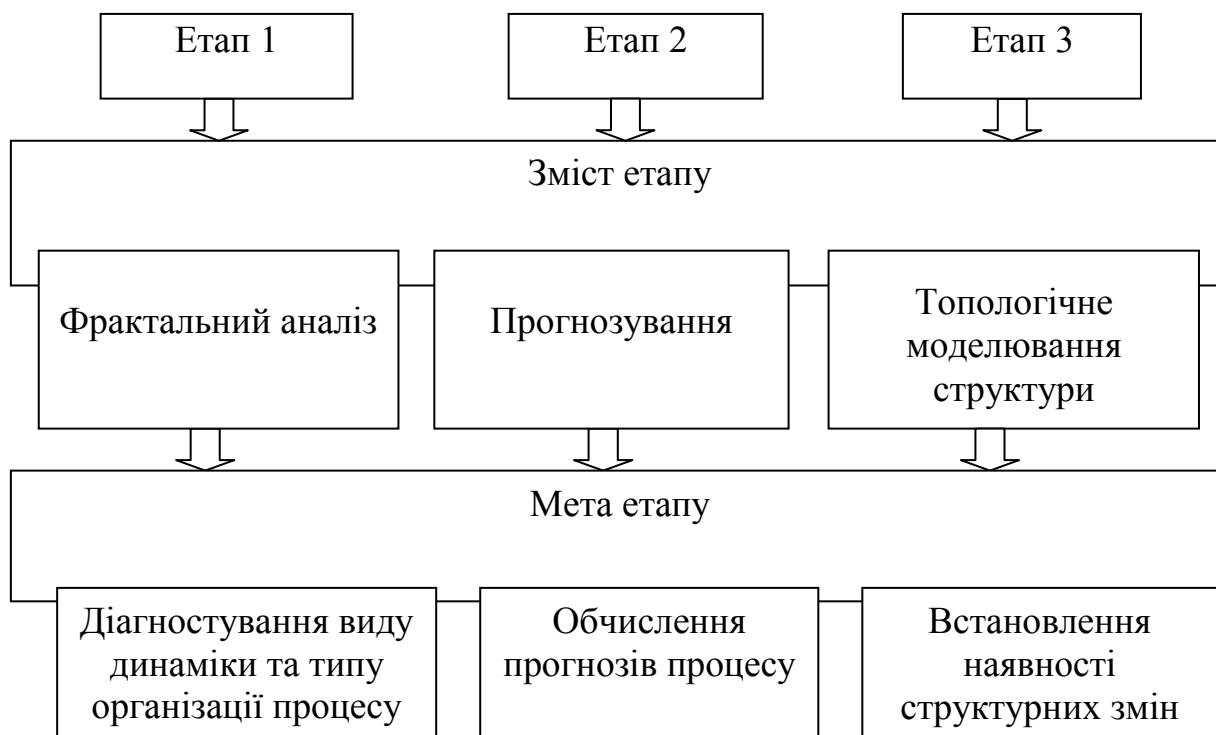 Етап 1
Етап 2
Етап 3
Зміст етапу
Фрактальний аналіз
Прогнозування
Топологічне
моделювання
структури
Мета етапу
Діагностування виду
динаміки та типу
організації процесу
Обчислення
прогнозів процесу
Встановлення
наявності
структурних змін